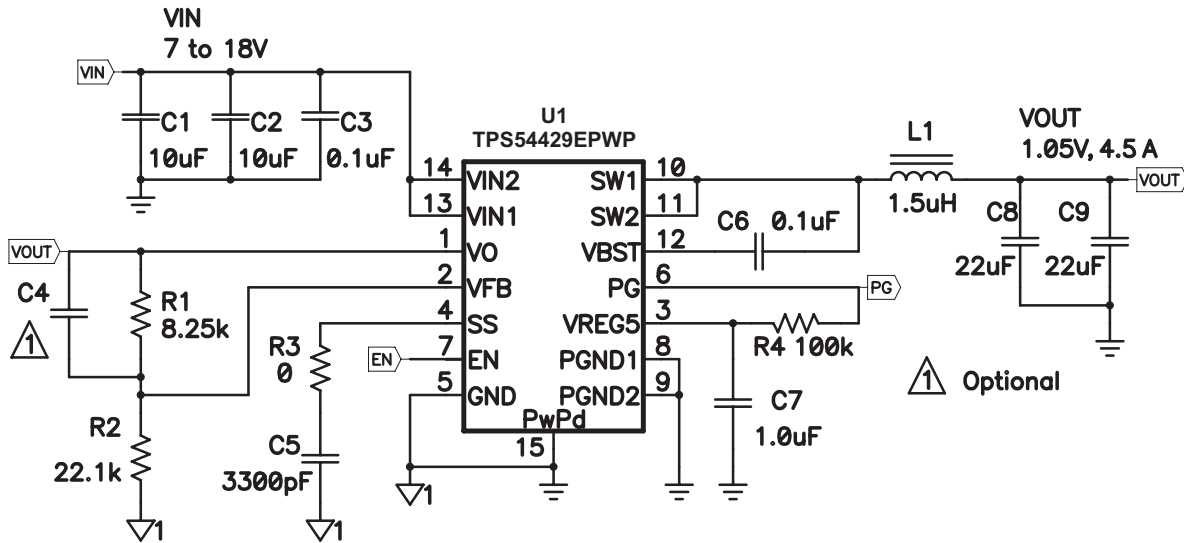 VIN
7 to 18V
VIN
C1
10uF
C2
10uF
C3
0.1uF
U1
TPS54429EPWP
14
VIN2
13
VIN1
1
VO
2
VFB
4
SS
7
EN
5
GND
PwPd
15
SW1
10
SW2
11
VBST
12
PG
6
VREG5
3
PGND1
8
PGND2
9
VOUT
C4
1
R1
8.25k
R2
22.1k
1
R3
0
C5
3300pF
1
EN
1
C6
0.1uF
L1
1.5uH
VOUT
1.05V, 4.5 A
VOUT
C8
22uF
C9
22uF
PG
R4 100k
C7
1.0uF
1 Optional